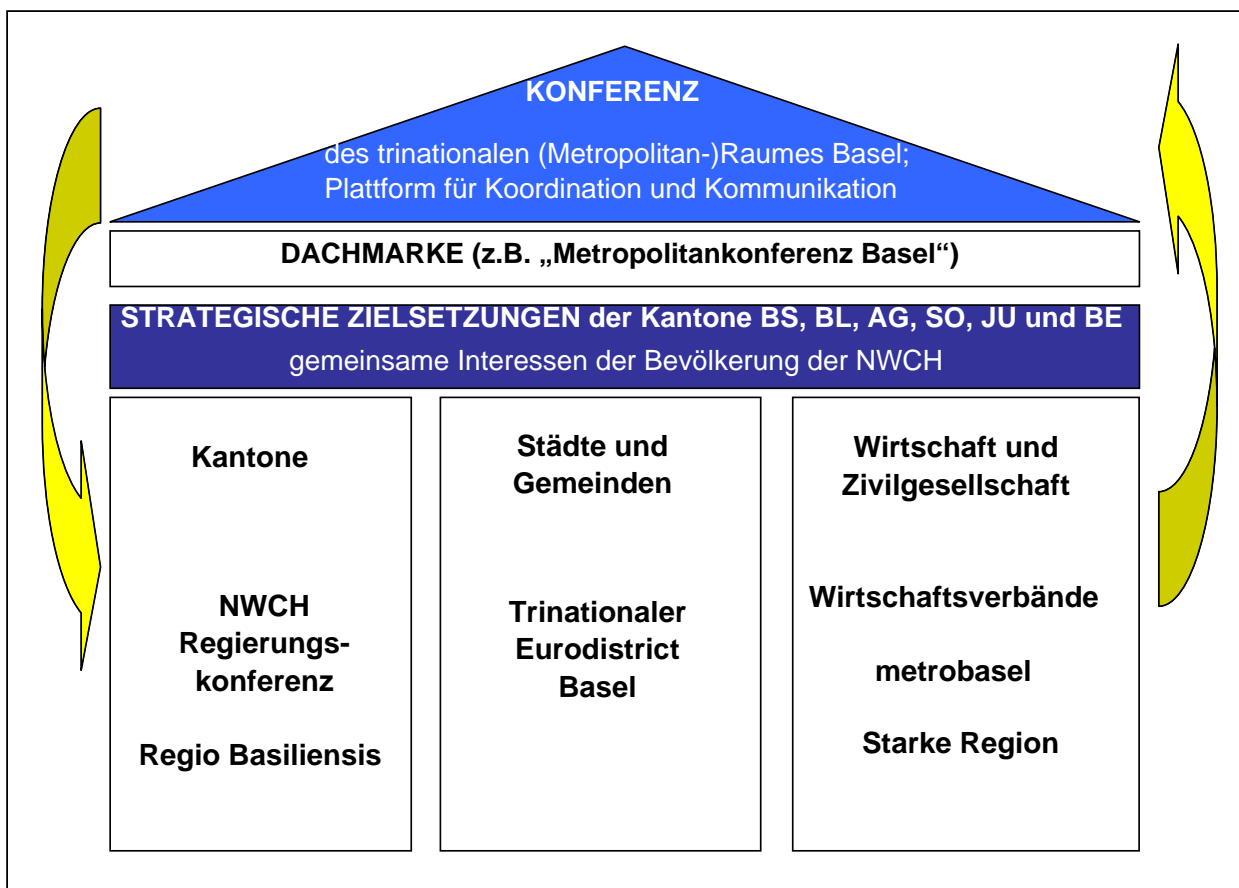 KONFERENZ
des trinationalen (Metropolitan-)Raumes Basel;
Plattform für Koordination und Kommunikation
DACHMARKE (z.B. „Metropolitankonferenz Basel“)
STRATEGISCHE ZIELSETZUNGEN der Kantone BS, BL, AG, SO, JU und BE
gemeinsame Interessen der Bevölkerung der NWCH
Kantone
NWCH
Regierungs-
konferenz
Regio Basiliensis
Städte und
Gemeinden
Trinationaler
Eurodistrict
Basel
Wirtschaft und
Zivilgesellschaft
Wirtschaftsverbände
metrobasel
Starke Region